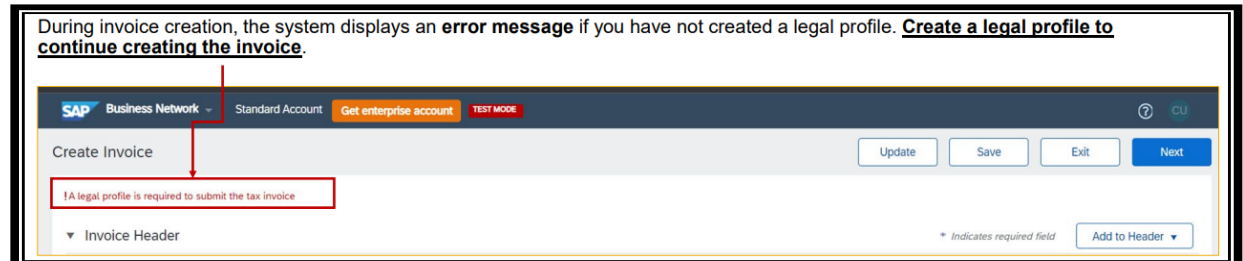 During invoice creation, the system displays an error message if you have not created a legal profile. Create a legal profile to
continue creating the invoice.
SAP Business Network Standard Account Get enterprise account TEST MODE ? CU
Create Invoice Update Save Exit Next
! A legal profile is required to submit the tax invoice
▼ Invoice Header * Indicates required field Add to Header ▼